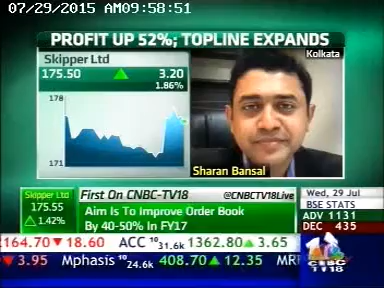 07/29/2015 AM09:58:51
PROFIT UP 52%; TOPLINE EXPANDS
Skipper Ltd
175.50 ▲ 3.20
1.86%
178
171
Kolkata
Sharan Bansal
Skipper Ltd
175.55
▲ 1.42%
First On CNBC-TV18 @CNBCTV18Live
Aim Is To Improve Order Book
By 40-50% In FY17
Wed, 29 Jul
BSE STATS
ADV 1131
DEC 435
1164.70 ▼ 18.60 ACC 10 31.6k 1362.80 ▲ 3.65
▼ 3.95 Mphasis 10 24.6k 408.70 ▲ 12.35 MRF
CNBC
TV18